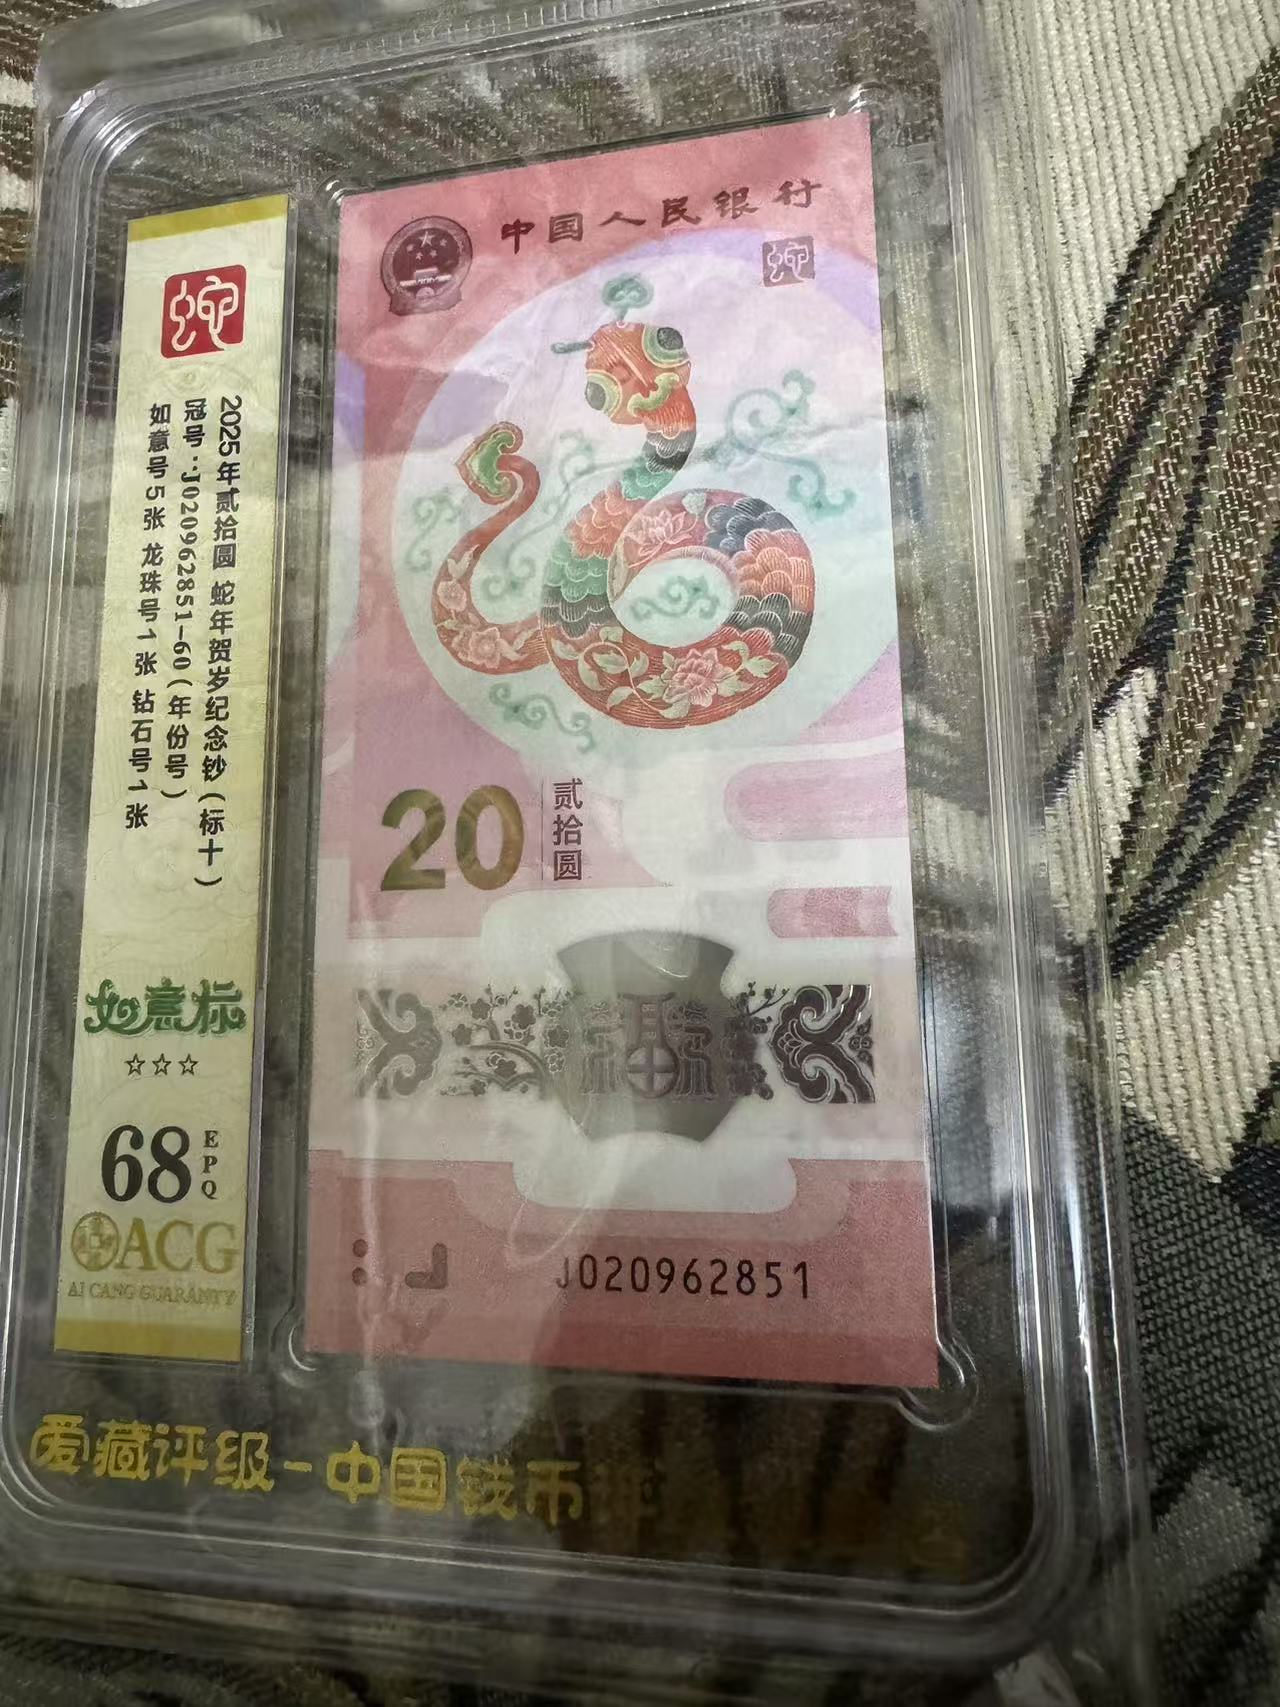 蛇
2025年贰拾圆 蛇年贺岁纪念钞（标十）
冠号：J020962851-60（年份号）
如意号5张 龙珠号1张 钻石号1张
如意标
☆☆☆
68
EPQ
ACG
AI CANG GUARANTY
中国人民银行
蛇
20
贰拾圆
福
J020962851
爱藏评级-中国钱币